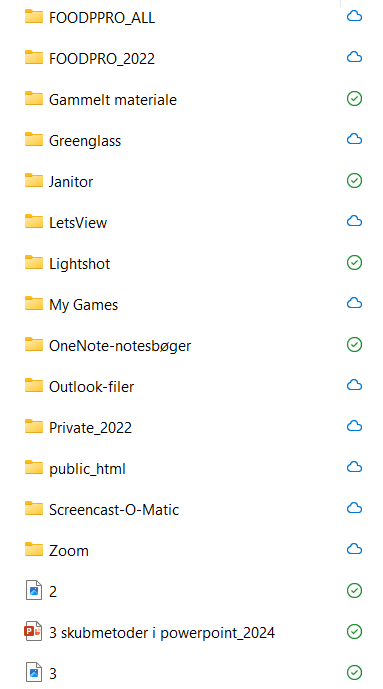 FOODPPRO_ALL
FOODPRO_2022
Gammelt materiale
Greenglass
Janitor
LetsView
Lightshot
My Games
OneNote-notesbøger
Outlook-filer
Private_2022
public_html
Screencast-O-Matic
Zoom
2
3 skubmetoder i powerpoint_2024
3